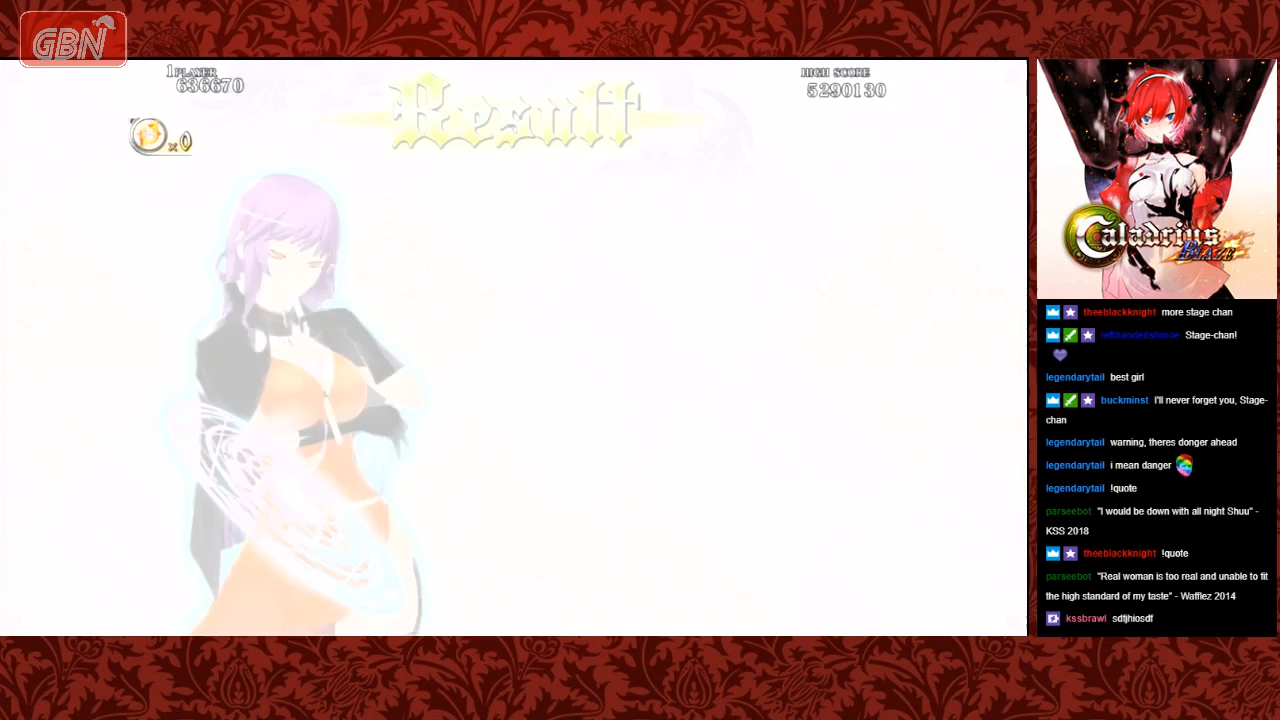 GBN
1PLAYER
636670
HIGH SCORE
5290130
Result
x0
Caladrius
BLAZE
theeblackknight more stage chan
Stage-chan!
legendarytail best girl
buckminst I'll never forget you, Stage-
chan
legendarytail warning, theres donger ahead
legendarytail i mean danger
legendarytail !quote
parseebot "I would be down with all night Shuu" -
KSS 2018
theeblackknight !quote
parseebot "Real woman is too real and unable to fit
the high standard of my taste" - Wafflez 2014
kssbrawl sdfjhiosdf